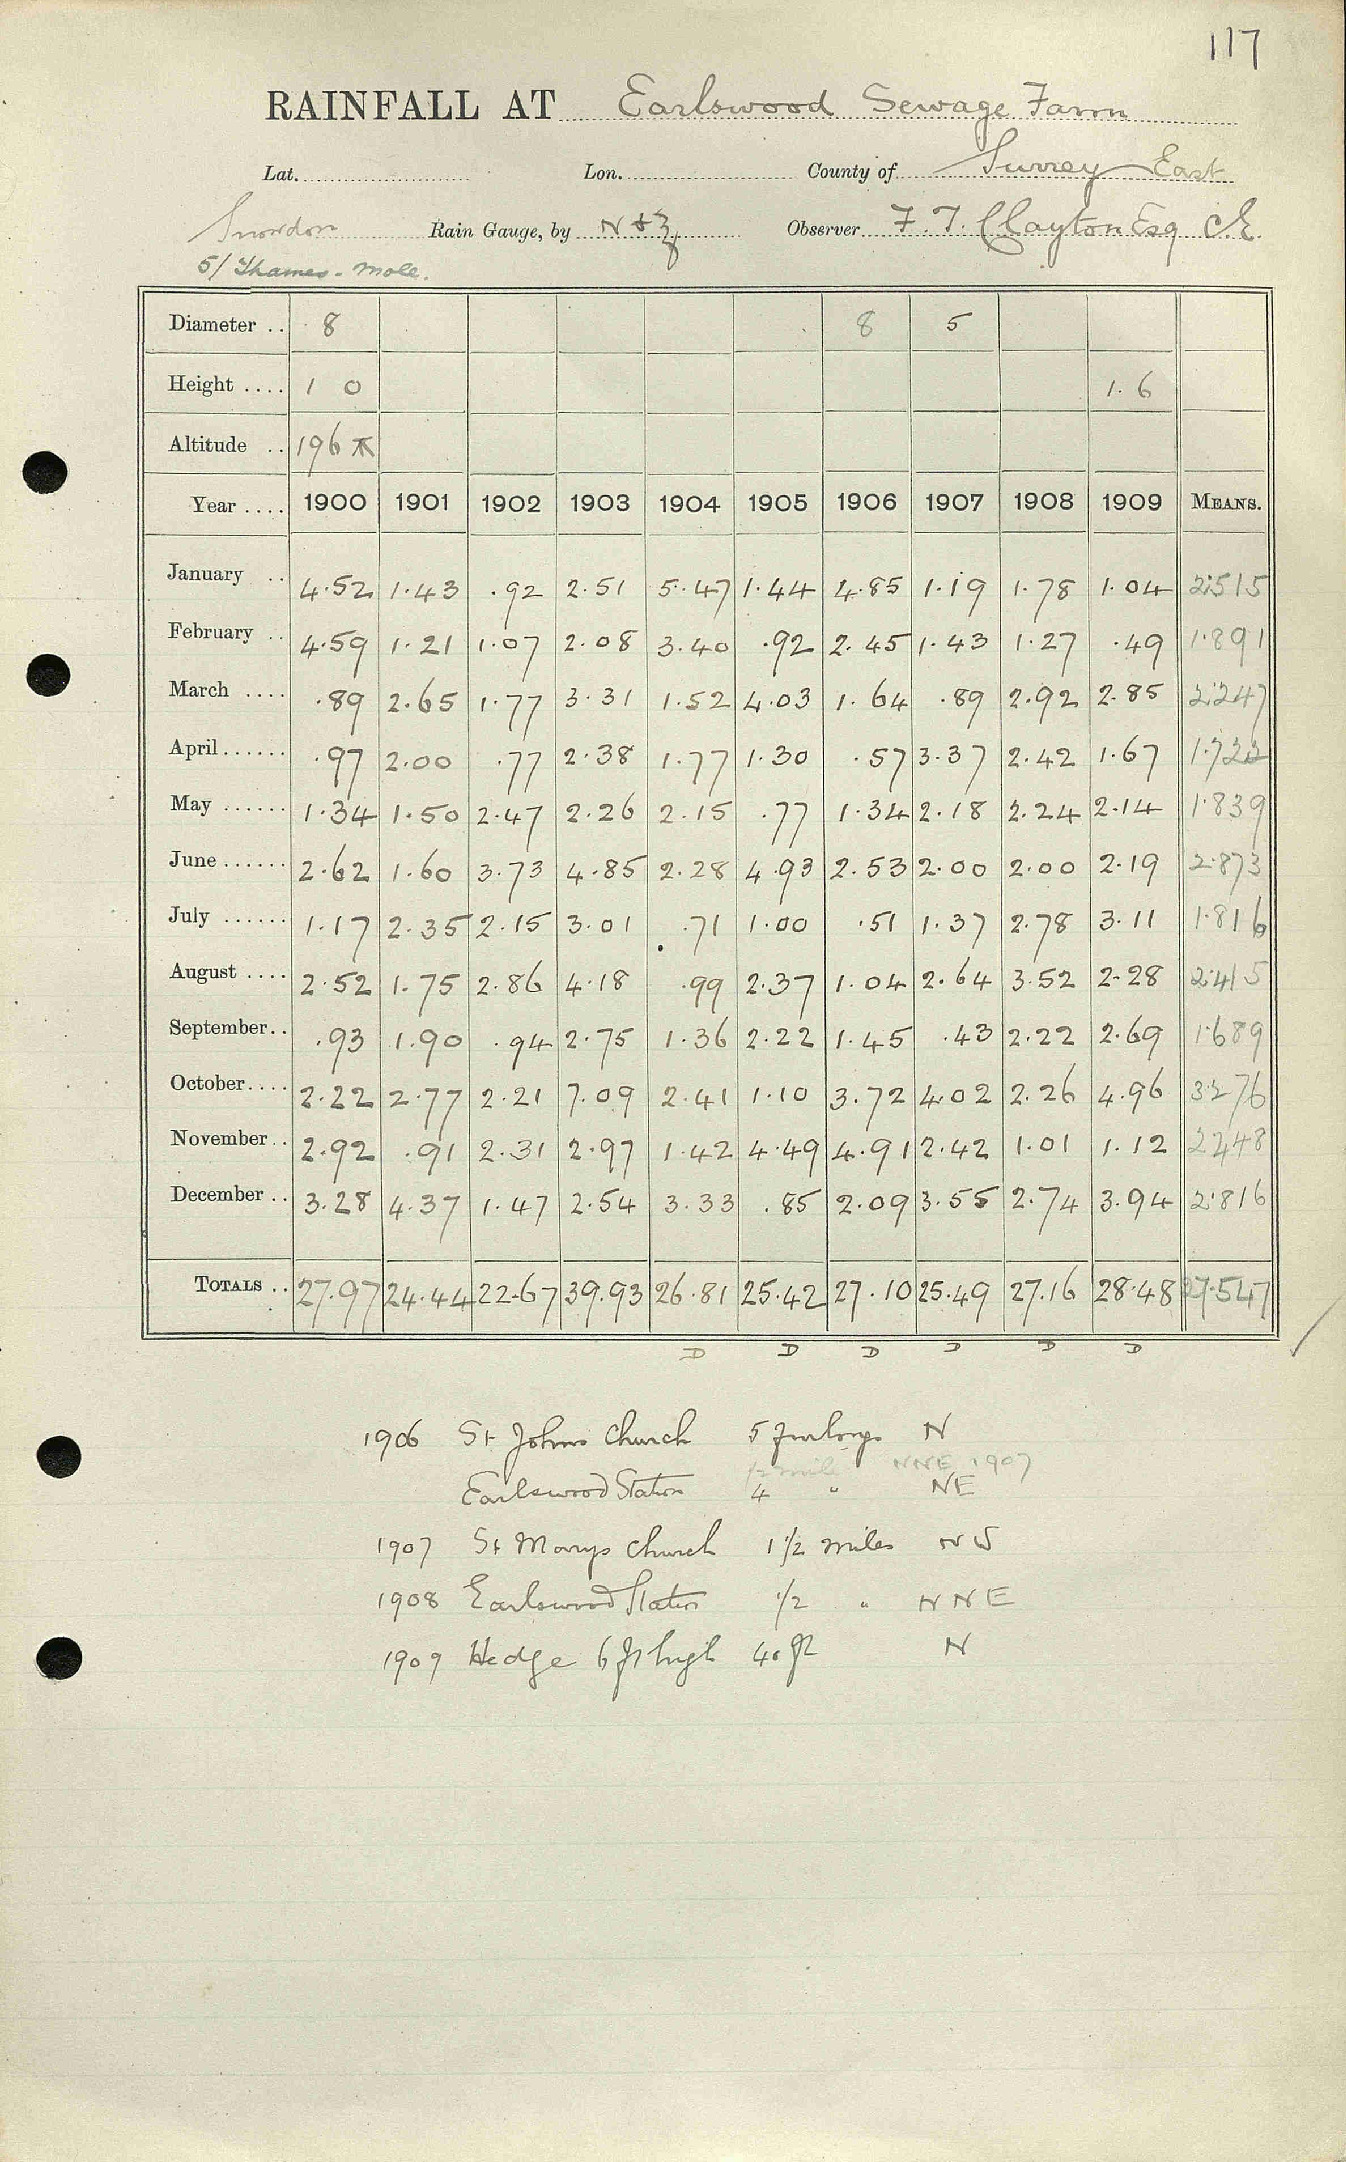 117
RAINFALL AT Earlswood Sewage Farm
Lat. Lon. County of Surrey East
Snowdon Rain Gauge, by N & Z Observer F. T. Clayton Esq C.E.
5/ Thames - Mole.
Diameter .. 8 8 5
Height .... 1 0 1.6
Altitude .. 196
Year .... 1900 1901 1902 1903 1904 1905 1906 1907 1908 1909 MEANS.
January .. 4.52 1.43 .92 2.51 5.47 1.44 4.85 1.19 1.78 1.04 2.515
February .. 4.59 1.21 1.07 2.08 3.40 .92 2.45 1.43 1.27 .49 1.891
March .... .89 2.65 1.77 3.31 1.52 4.03 1.64 .89 2.92 2.85 2.247
April...... .97 2.00 .77 2.38 1.77 1.30 .57 3.37 2.42 1.67 1.722
May ...... 1.34 1.50 2.47 2.26 2.15 .77 1.34 2.18 2.24 2.14 1.839
June ...... 2.62 1.60 3.73 4.85 2.28 4.93 2.53 2.00 2.00 2.19 2.873
July ...... 1.17 2.35 2.15 3.01 .71 1.00 .51 1.37 2.78 3.11 1.816
August .... 2.52 1.75 2.86 4.18 .99 2.37 1.04 2.64 3.52 2.28 2.415
September.. .93 1.90 .94 2.75 1.36 2.22 1.45 .43 2.22 2.69 1.689
October.... 2.22 2.77 2.21 7.09 2.41 1.10 3.72 4.02 2.26 4.96 3.276
November.. 2.92 .91 2.31 2.97 1.42 4.49 4.91 2.42 1.01 1.12 2.448
December .. 3.28 4.37 1.47 2.54 3.33 .85 2.09 3.55 2.74 3.94 2.816
TOTALS .. 27.97 24.44 22.67 39.93 26.81 25.42 27.10 25.49 27.16 28.48 27.547
D D D D D D
1906 St Johns Church 5 furlongs N
1/2 mile NNE 1907
Earlswood Station 4 " NE
1907 St Marys Church 1 1/2 miles NW
1908 Earlswood Station 1/2 " NNE
1909 Hedge 6 ft high 40 ft N